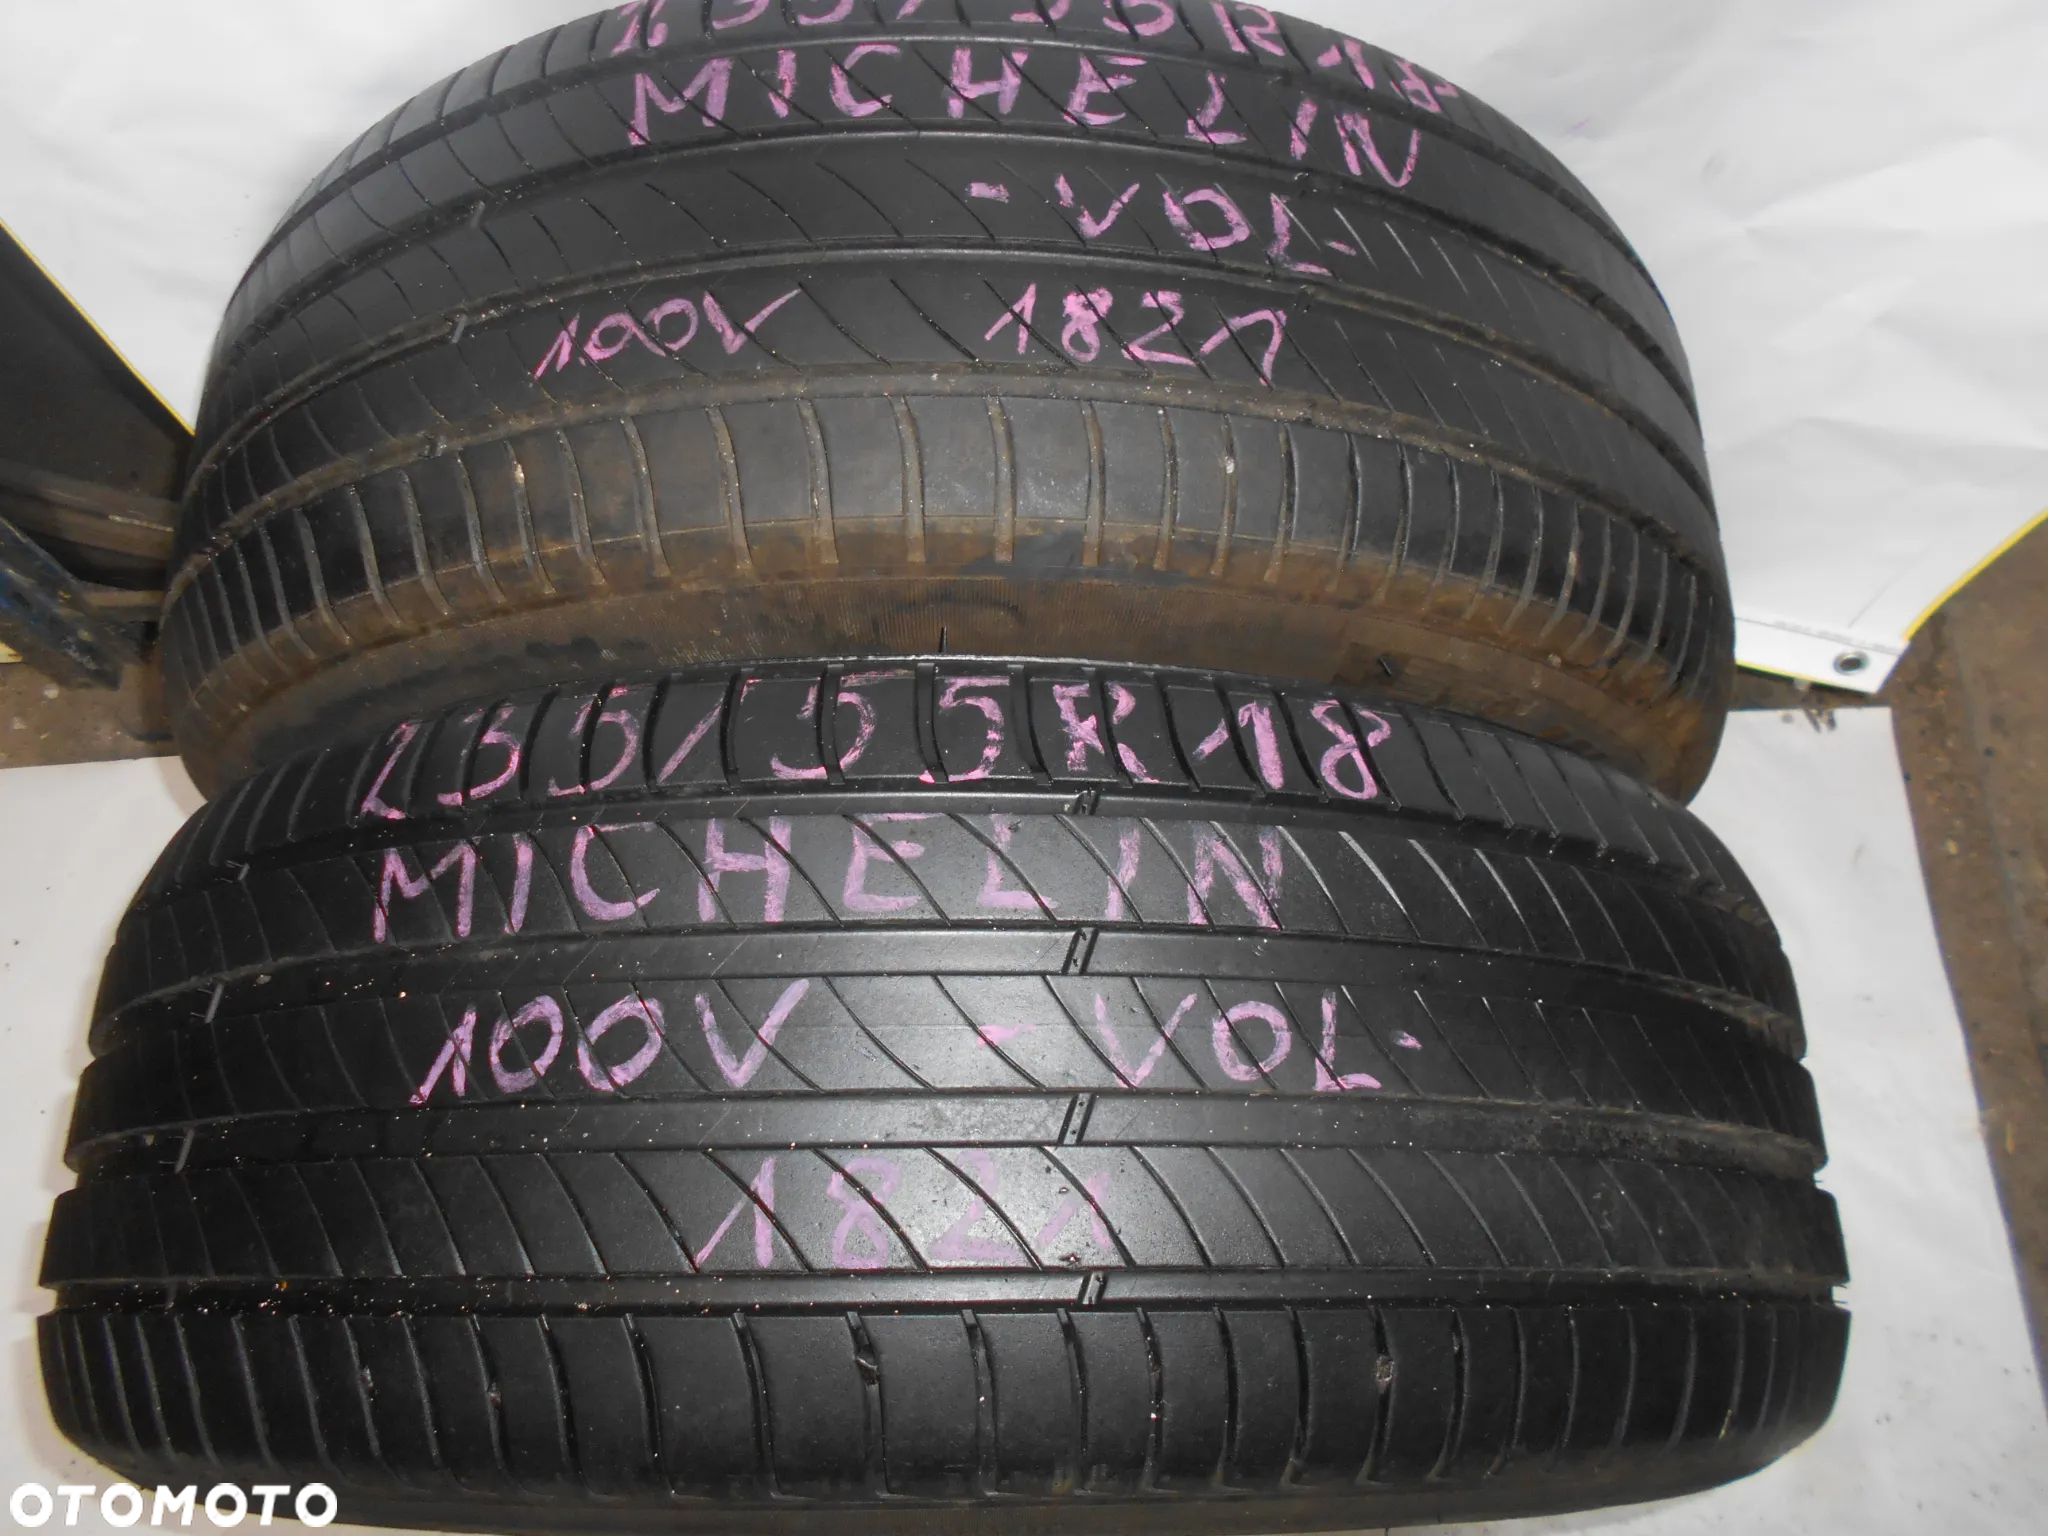 235/55R18
MICHELIN
-VOL-
100V 1821
235/55R18
MICHELIN
100V -VOL-
1821
OTOMOTO